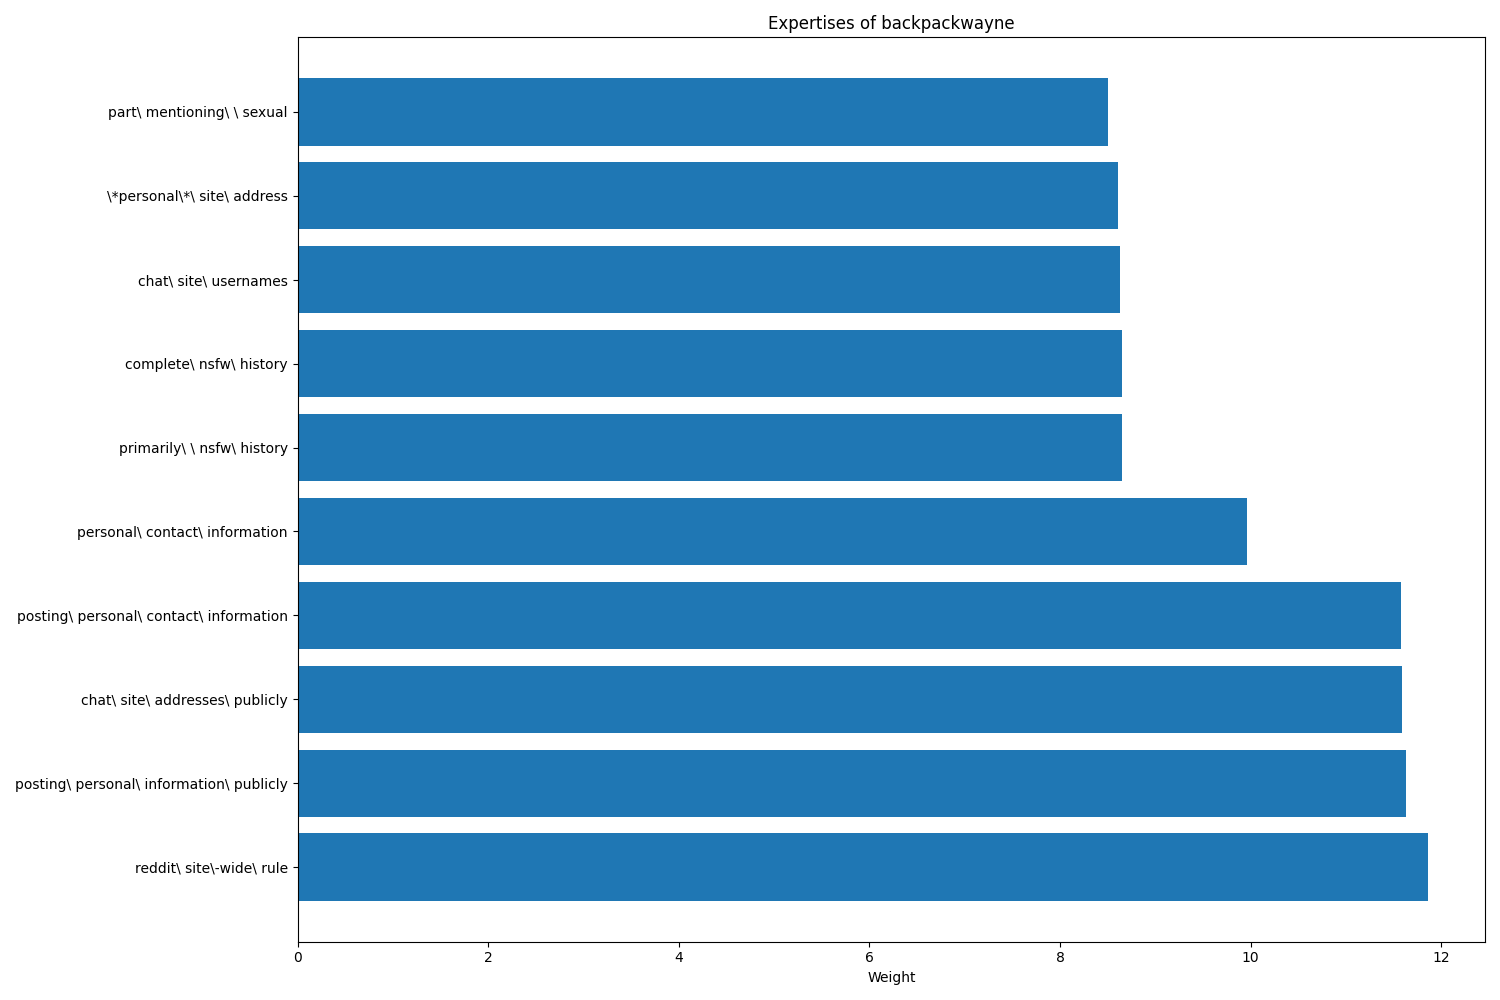 Expertises of backpackwayne
part\ mentioning\ \ sexual
\*personal\*\ site\ address
chat\ site\ usernames
complete\ nsfw\ history
primarily\ \ nsfw\ history
personal\ contact\ information
posting\ personal\ contact\ information
chat\ site\ addresses\ publicly
posting\ personal\ information\ publicly
reddit\ site\-wide\ rule
0 2 4 6 8 10 12
Weight